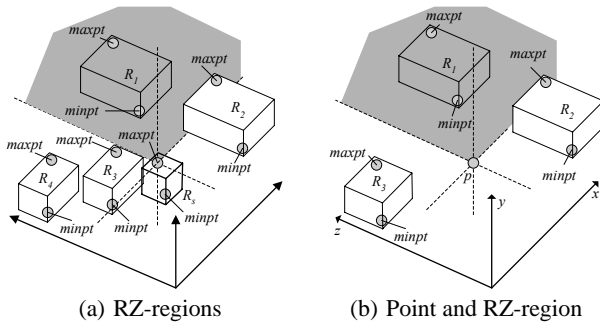 maxpt
R1
minpt
maxpt
R2
minpt
maxpt
maxpt
maxpt
R4
minpt
R3
minpt
Rs
minpt
(a) RZ-regions
maxpt
R1
minpt
maxpt
R2
minpt
maxpt
R3
minpt
p
x
y
z
(b) Point and RZ-region